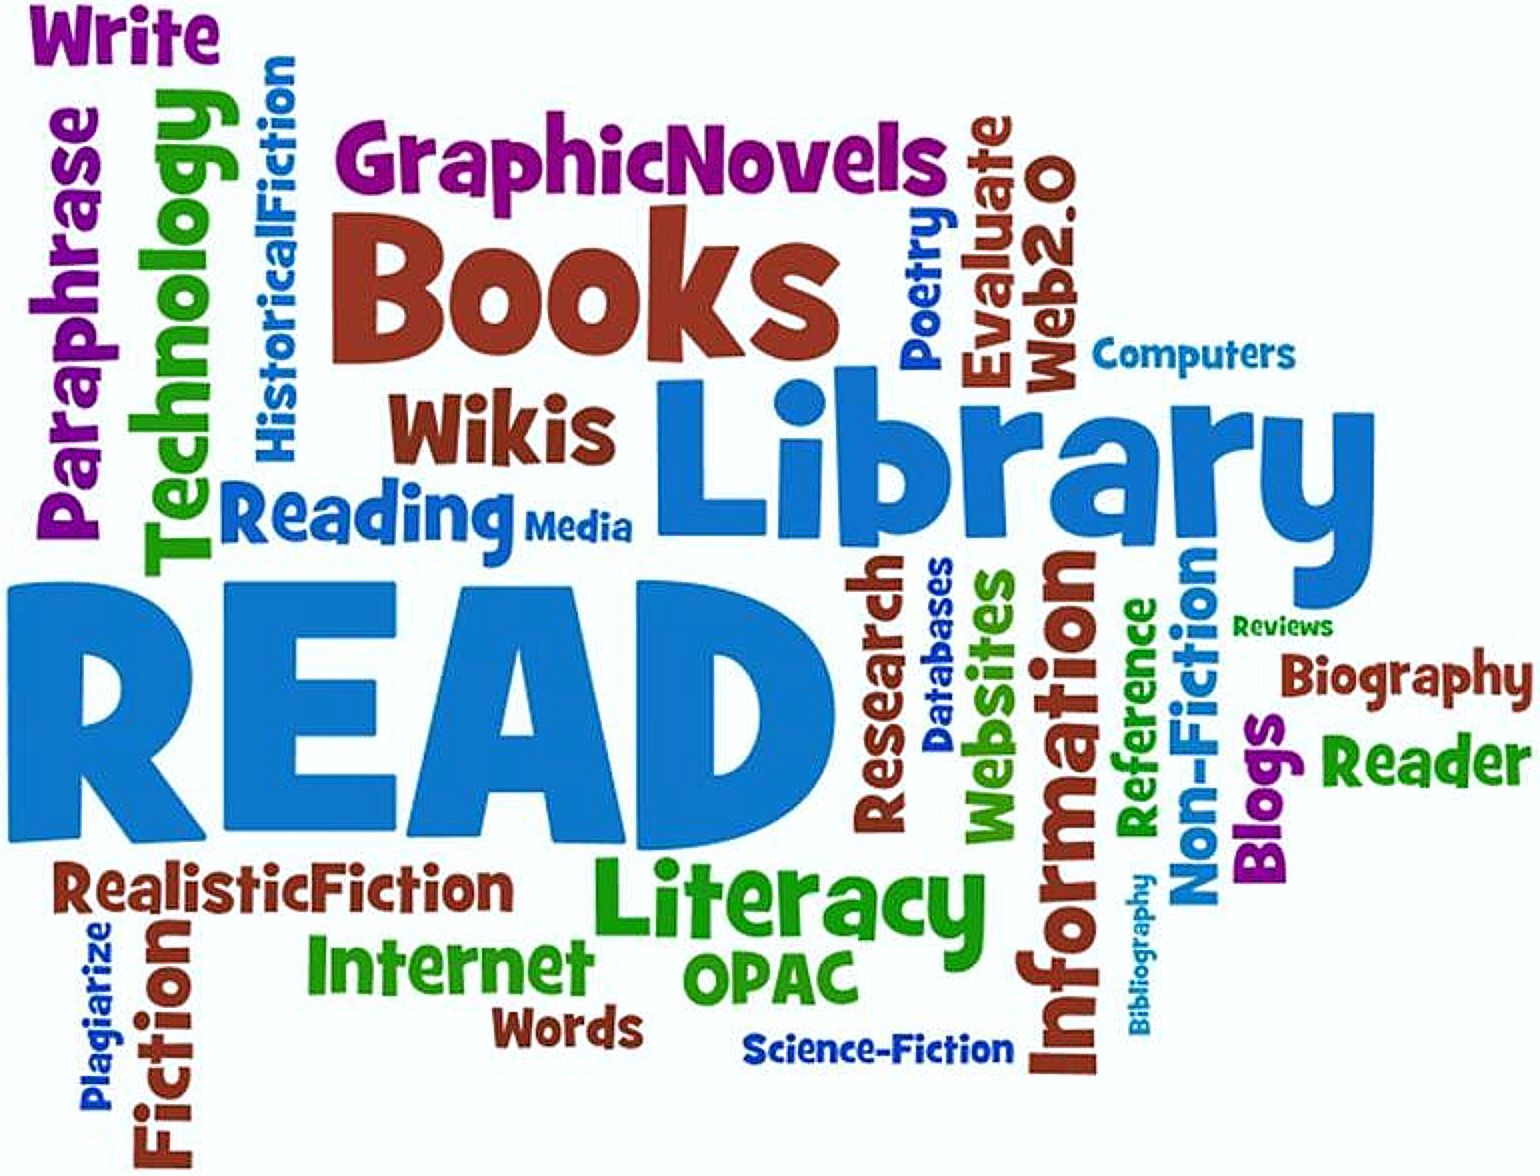 Write
Paraphrase
Technology
HistoricalFiction
GraphicNovels
Books
Poetry
Evaluate
Web2.0
Computers
Wikis
Library
Reading
Media
READ
Research
Databases
Websites
Information
Reference
Non-Fiction
Reviews
Biography
Blogs
Reader
RealisticFiction
Literacy
Plagiarize
Fiction
Internet
OPAC
Words
Science-Fiction
Bibliography